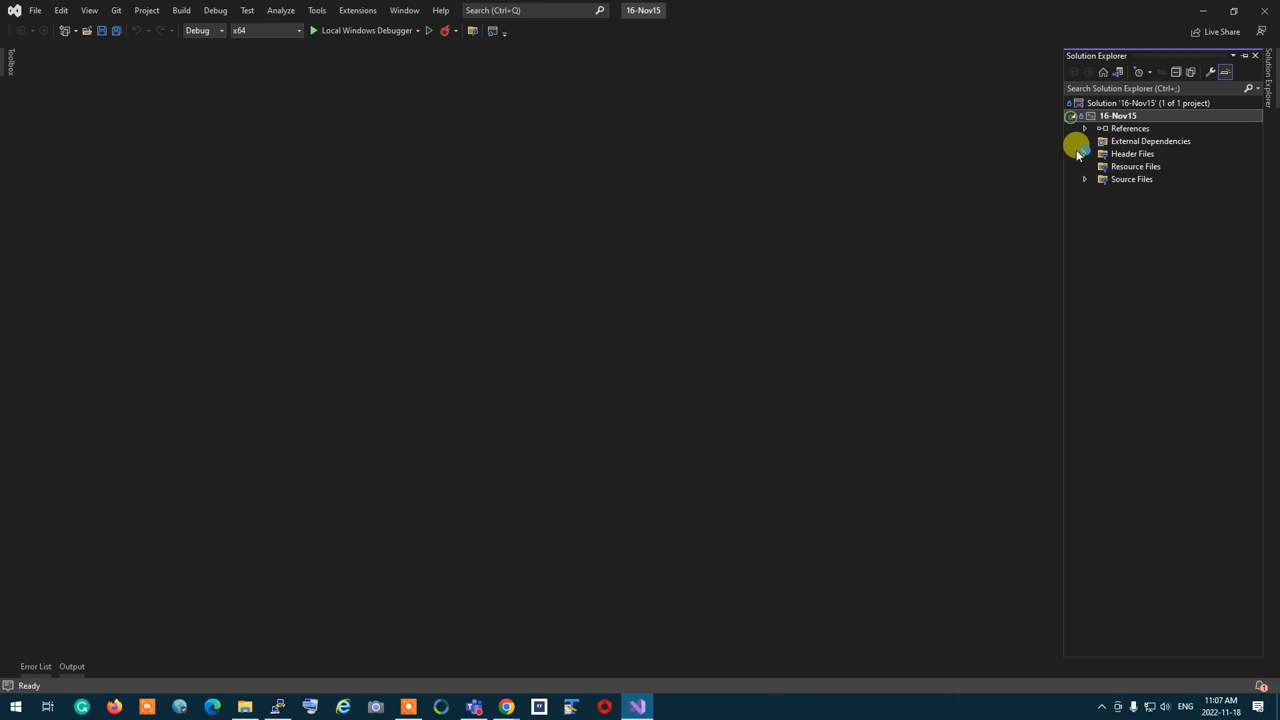 File Edit View Git Project Build Debug Test Analyze Tools Extensions Window Help Search (Ctrl+Q) 16-Nov15
Debug x64 Local Windows Debugger Live Share
Toolbox
Solution Explorer
Solution Explorer
Search Solution Explorer (Ctrl+;)
Solution '16-Nov15' (1 of 1 project)
16-Nov15
References
External Dependencies
Header Files
Resource Files
Source Files
Error List Output
Ready
ENG
11:07 AM
2022-11-18